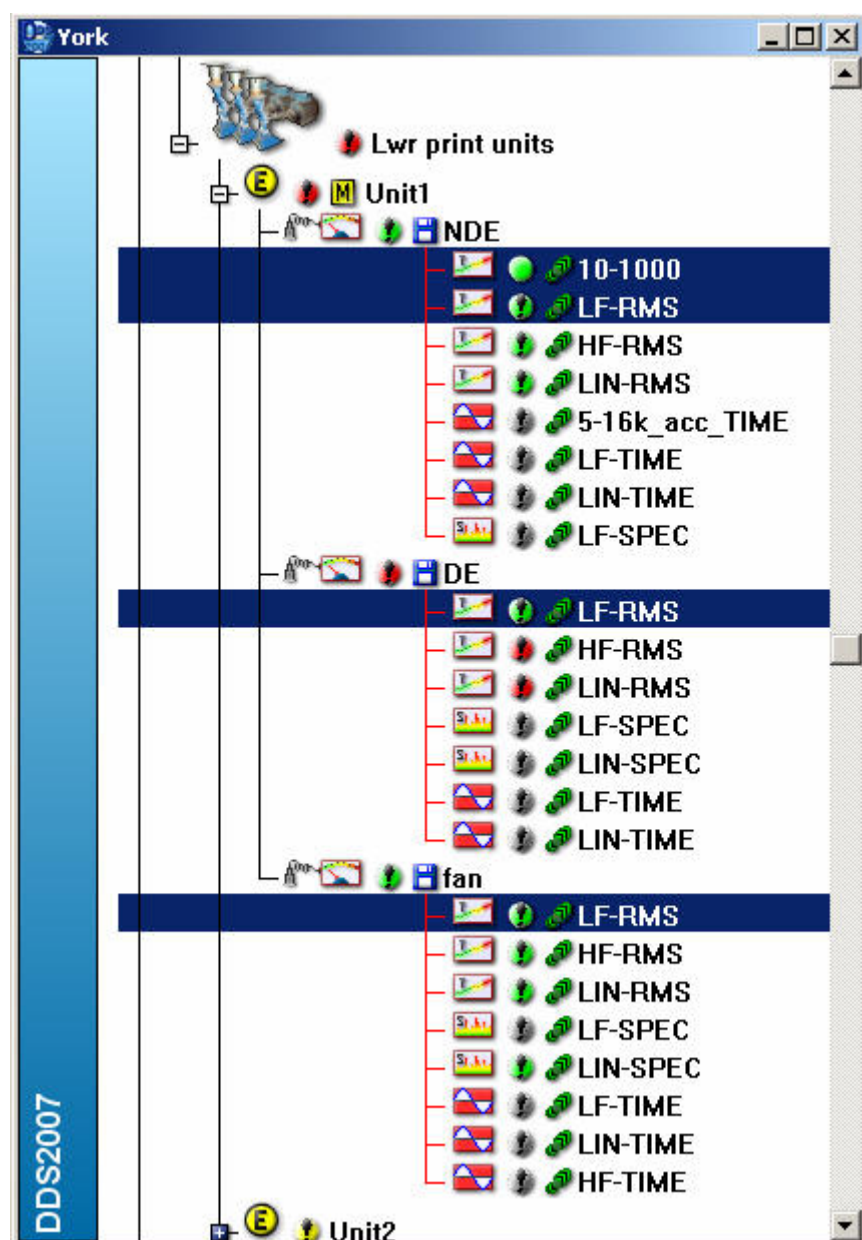 York
Lwr print units
E M Unit1
NDE
10-1000
LF-RMS
HF-RMS
LIN-RMS
5-16k_acc_TIME
LF-TIME
LIN-TIME
LF-SPEC
DE
LF-RMS
HF-RMS
LIN-RMS
LF-SPEC
LIN-SPEC
LF-TIME
LIN-TIME
fan
LF-RMS
HF-RMS
LIN-RMS
LF-SPEC
LIN-SPEC
LF-TIME
LIN-TIME
HF-TIME
E Unit2
DDS2007